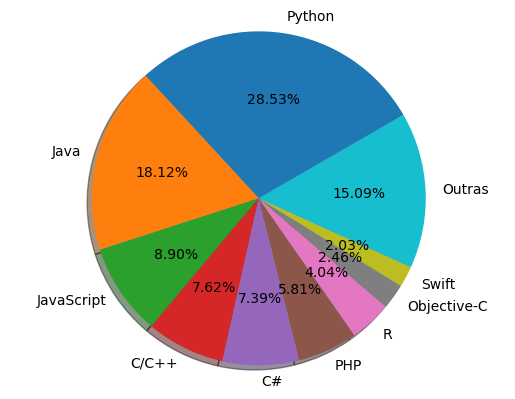 Python
28.53%
Java
18.12%
15.09%
Outras
2.03%
8.90%
2.46%
4.04%
Swift
7.62%
5.81%
JavaScript
7.39%
Objective-C
R
C/C++
PHP
C#